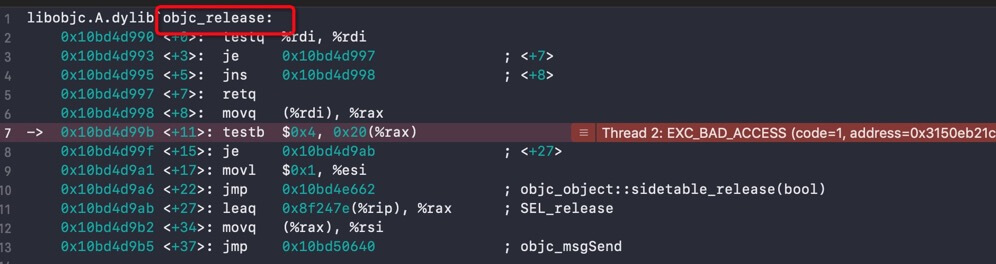 1 libobjc.A.dylib`objc_release:
2 0x10bd4d990 <+0>: testq %rdi, %rdi
3 0x10bd4d993 <+3>: je 0x10bd4d997 ; <+7>
4 0x10bd4d995 <+5>: jns 0x10bd4d998 ; <+8>
5 0x10bd4d997 <+7>: retq
6 0x10bd4d998 <+8>: movq (%rdi), %rax
7 -> 0x10bd4d99b <+11>: testb $0x4, 0x20(%rax) Thread 2: EXC_BAD_ACCESS (code=1, address=0x3150eb21c
8 0x10bd4d99f <+15>: je 0x10bd4d9ab ; <+27>
9 0x10bd4d9a1 <+17>: movl $0x1, %esi
10 0x10bd4d9a6 <+22>: jmp 0x10bd4e662 ; objc_object::sidetable_release(bool)
11 0x10bd4d9ab <+27>: leaq 0x8f247e(%rip), %rax ; SEL_release
12 0x10bd4d9b2 <+34>: movq (%rax), %rsi
13 0x10bd4d9b5 <+37>: jmp 0x10bd50640 ; objc_msgSend